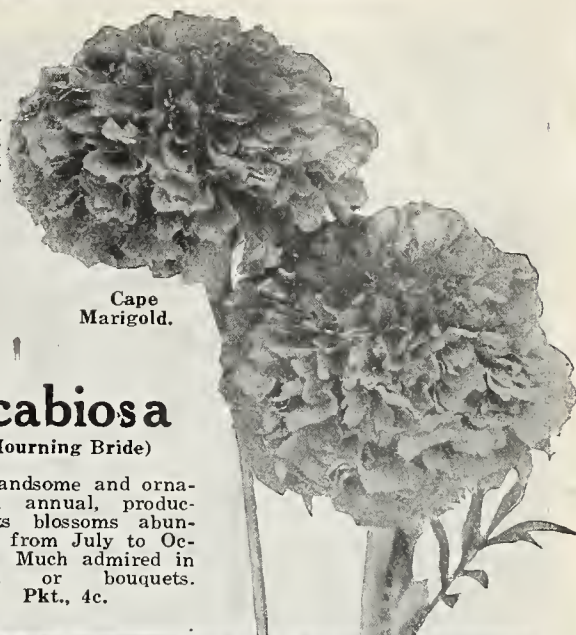 Cape
Marigold.
cabiosa
ourning Bride)
andsome and orna-
annual, produc-
s blossoms abun-
from July to Oc-
Much admired in
or bouquets.
Pkt., 4c.